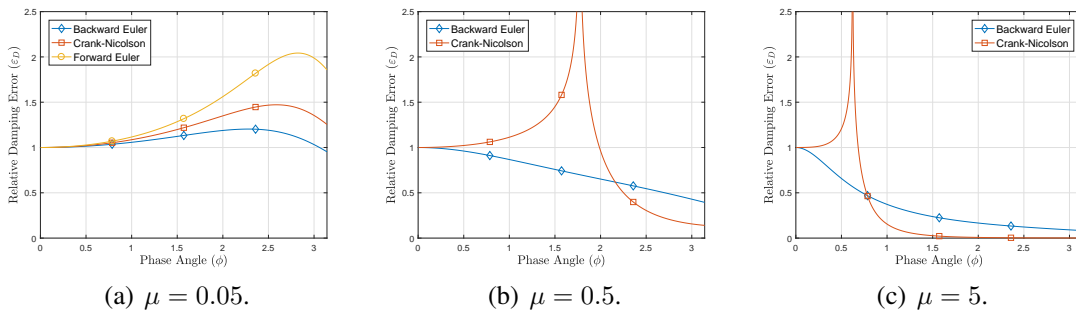 Backward Euler
Crank-Nicolson
Forward Euler
Relative Damping Error (ε_D)
2.5
2
1.5
1
0.5
0
0 0.5 1 1.5 2 2.5 3
Phase Angle (ϕ)
(a) μ = 0.05.
Backward Euler
Crank-Nicolson
Relative Damping Error (ε_D)
2.5
2
1.5
1
0.5
0
0 0.5 1 1.5 2 2.5 3
Phase Angle (ϕ)
(b) μ = 0.5.
Backward Euler
Crank-Nicolson
Relative Damping Error (ε_D)
2.5
2
1.5
1
0.5
0
0 0.5 1 1.5 2 2.5 3
Phase Angle (ϕ)
(c) μ = 5.